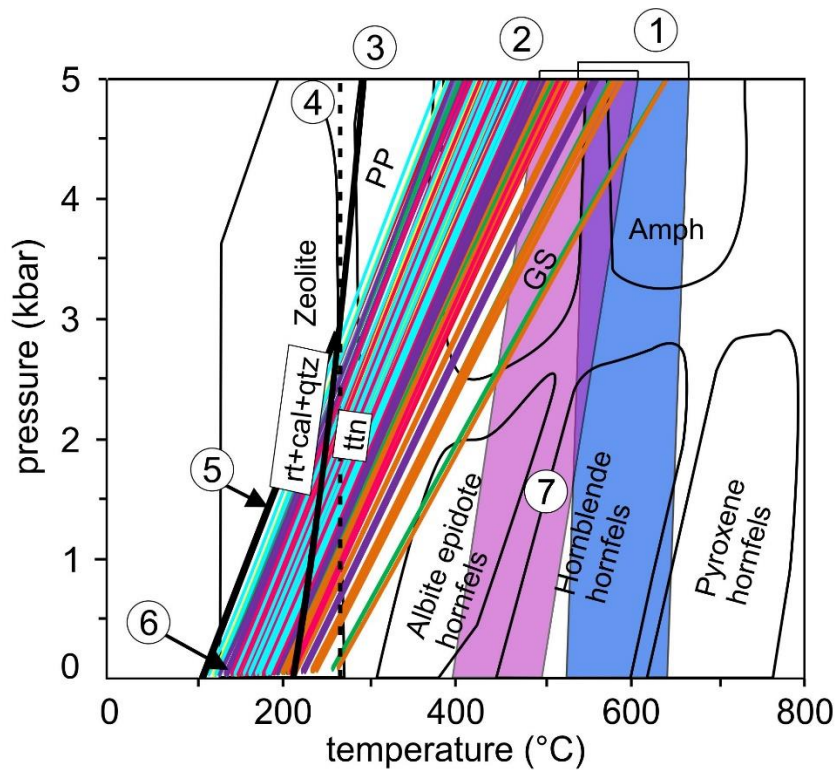 3
2
1
4
5
4
3
2
1
0
pressure (kbar)
PP
Zeolite
GS
Amph
rt+cal+qtz
ttn
5
6
7
Albite epidote
hornfels
Hornblende
hornfels
Pyroxene
hornfels
0
200
400
600
800
temperature (°C)